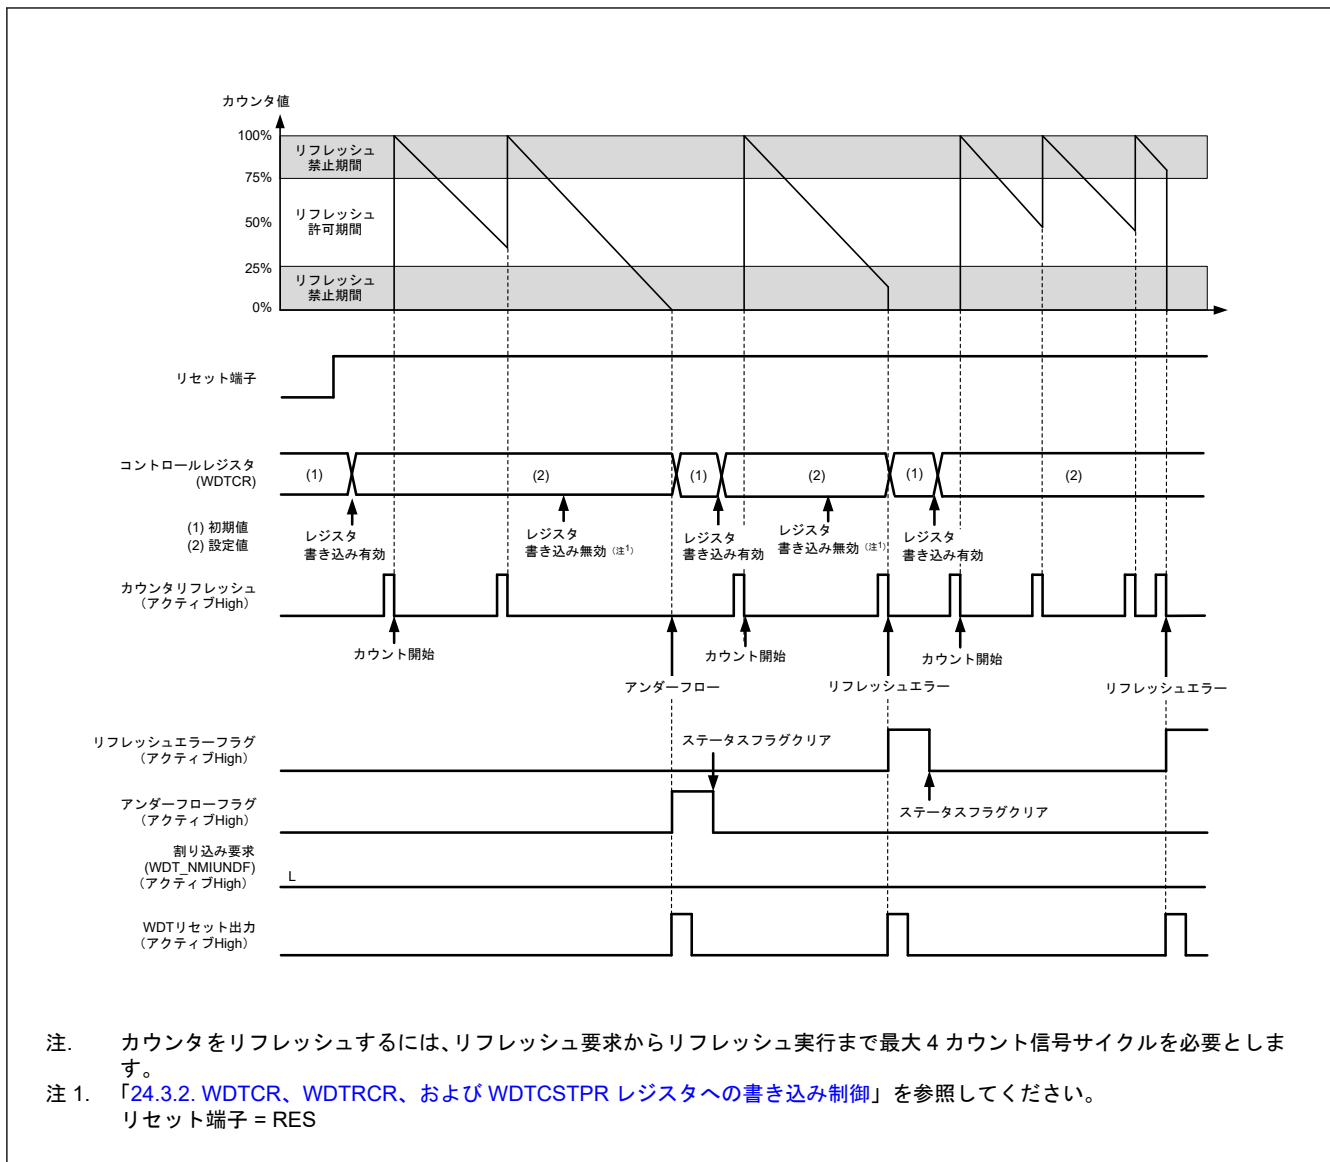 カウンタ値
100%
リフレッシュ
禁止期間
75%
リフレッシュ
許可期間
50%
25%
リフレッシュ
禁止期間
0%
リセット端子
コントロールレジスタ
(WDTCR)
(1)
(2)
(1)
(2)
(1)
(2)
(1) 初期値
(2) 設定値
レジスタ
書き込み有効
レジスタ
書き込み無効（注1）
レジスタ
書き込み有効
レジスタ
書き込み無効（注1）
レジスタ
書き込み有効
カウンタリフレッシュ
（アクティブHigh）
カウント開始
カウント開始
カウント開始
アンダーフロー
リフレッシュエラー
リフレッシュエラー
リフレッシュエラーフラグ
（アクティブHigh）
ステータスフラグクリア
アンダーフローフラグ
（アクティブHigh）
ステータスフラグクリア
割り込み要求
(WDT_NMIUNDF)
（アクティブHigh）
L
WDTリセット出力
（アクティブHigh）
注. カウンタをリフレッシュするには、リフレッシュ要求からリフレッシュ実行まで最大 4 カウント信号サイクルを必要としま
す。
注 1. 「24.3.2. WDTCR、WDTRCR、および WDTCSTPR レジスタへの書き込み制御」を参照してください。
リセット端子 = RES